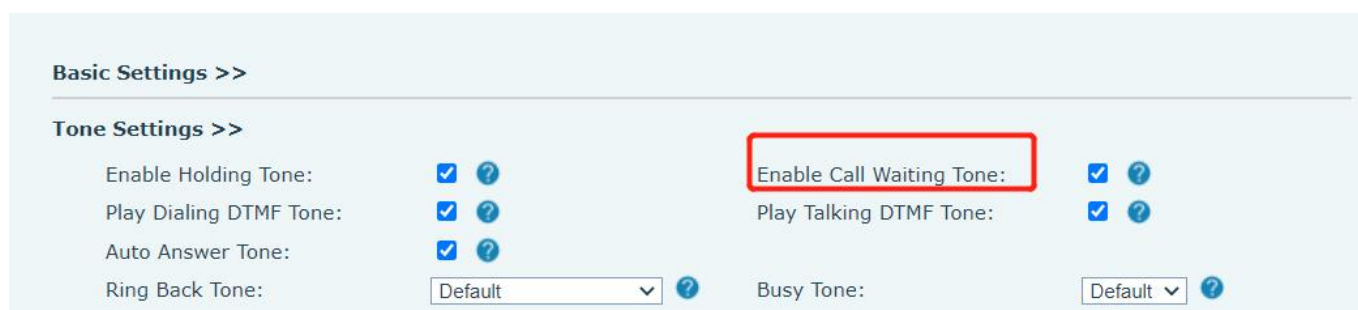 Basic Settings >>
Tone Settings >>
Enable Holding Tone: ? Enable Call Waiting Tone: ?
Play Dialing DTMF Tone: ? Play Talking DTMF Tone: ?
Auto Answer Tone: ?
Ring Back Tone: Default ? Busy Tone: Default ?